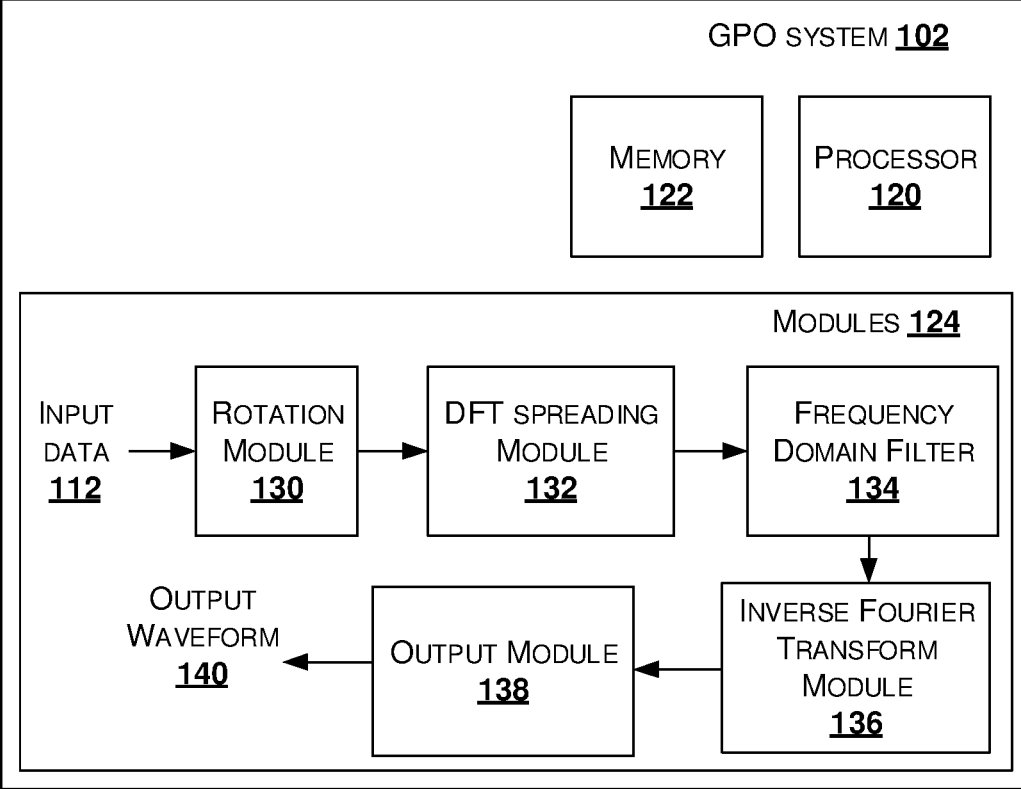 GPO SYSTEM 102
MEMORY
122
PROCESSOR
120
MODULES 124
INPUT
DATA
112
ROTATION
MODULE
130
DFT SPREADING
MODULE
132
FREQUENCY
DOMAIN FILTER
134
OUTPUT
WAVEFORM
140
OUTPUT MODULE
138
INVERSE FOURIER
TRANSFORM
MODULE
136